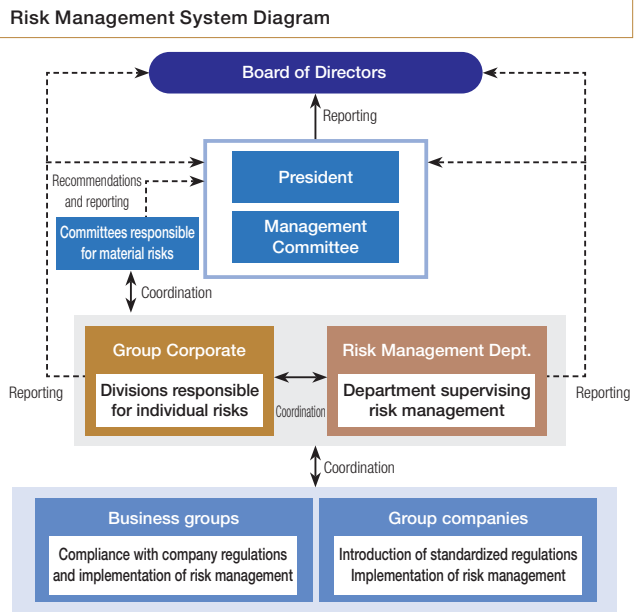 Risk Management System Diagram
Board of Directors
Reporting
President
Recommendations
and reporting
Management
Committee
Committees responsible
for material risks
Coordination
Group Corporate
Divisions responsible
for individual risks
Coordination
Risk Management Dept.
Department supervising
risk management
Reporting
Reporting
Coordination
Business groups
Compliance with company regulations
and implementation of risk management
Group companies
Introduction of standardized regulations
Implementation of risk management